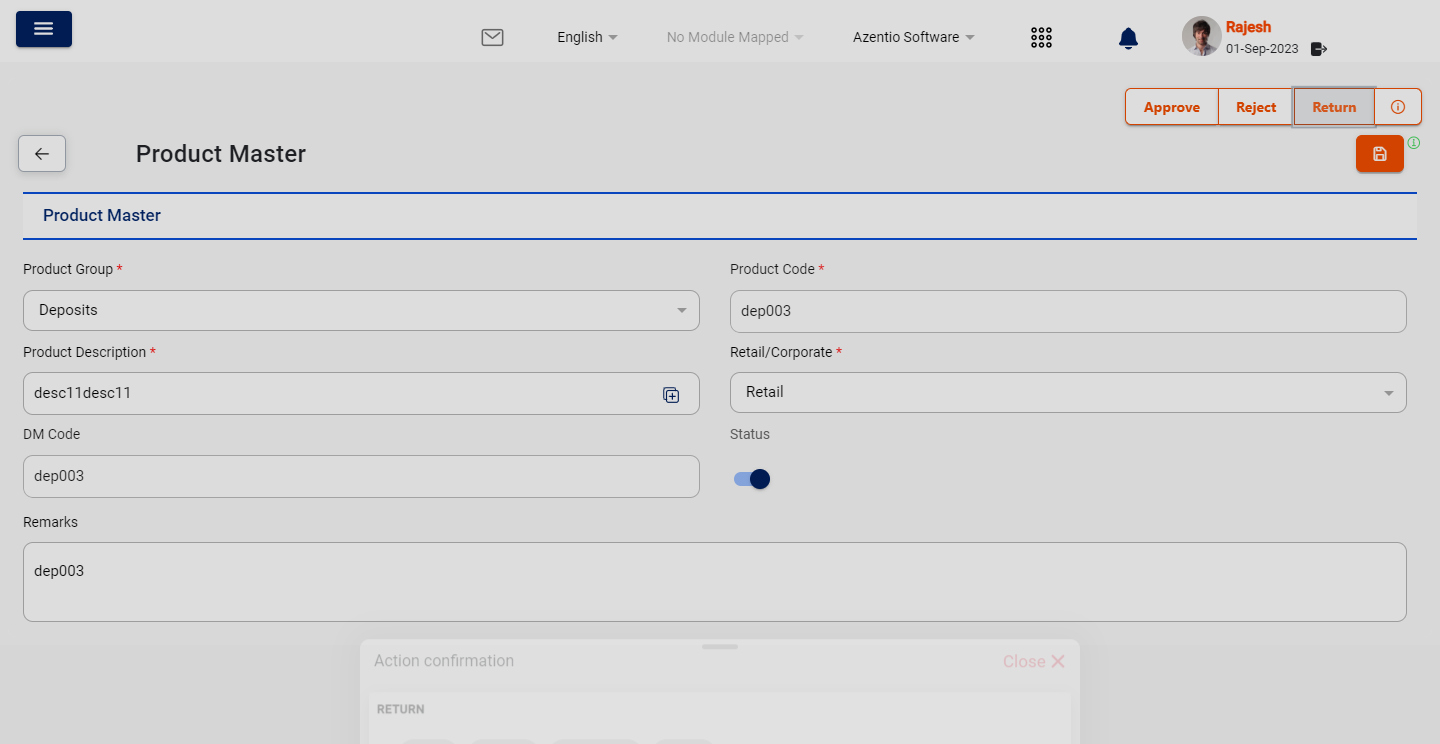 English
No Module Mapped
Azentio Software
Rajesh
01-Sep-2023
Approve
Reject
Return
Product Master
Product Master
Product Group *
Product Code *
Deposits
dep003
Product Description *
Retail/Corporate *
desc11desc11
Retail
DM Code
Status
dep003
Remarks
dep003
Action confirmation
Close
RETURN